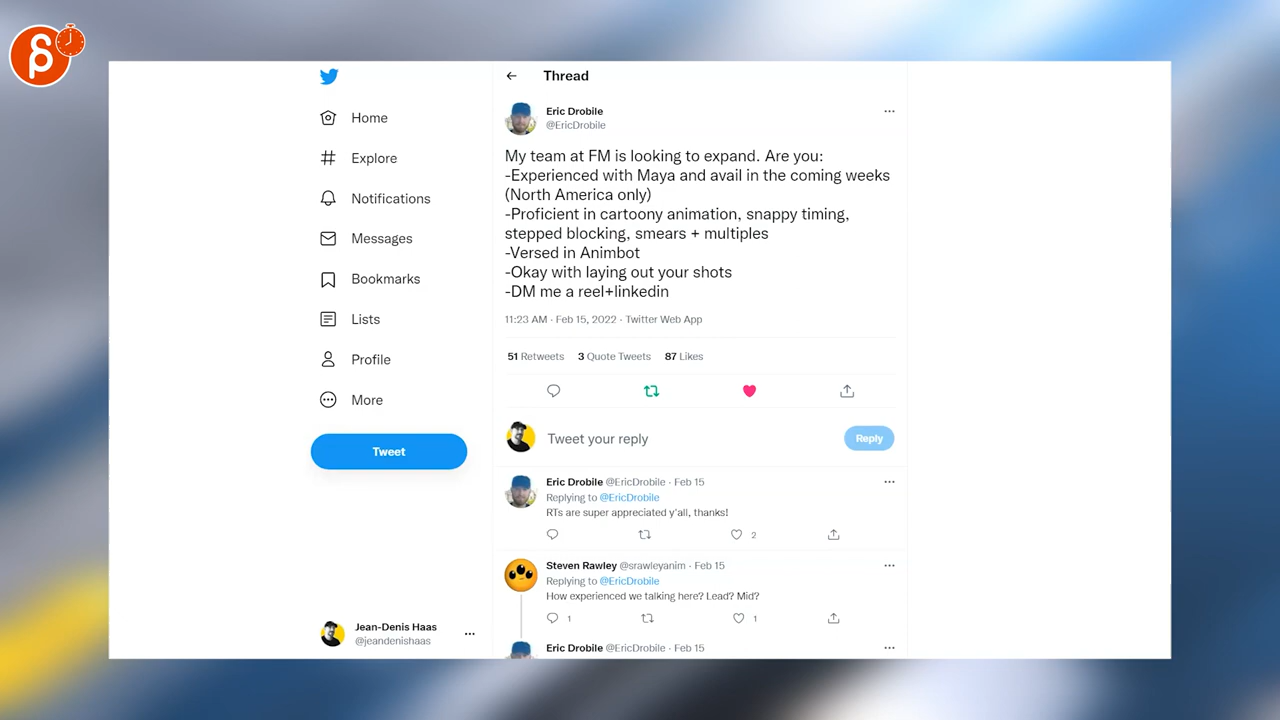 Thread
Eric Drobile
@EricDrobile
Home
Explore
Notifications
Messages
Bookmarks
Lists
Profile
More
Tweet
My team at FM is looking to expand. Are you:
-Experienced with Maya and avail in the coming weeks
(North America only)
-Proficient in cartoony animation, snappy timing,
stepped blocking, smears + multiples
-Versed in Animbot
-Okay with laying out your shots
-DM me a reel+linkedin
11:23 AM · Feb 15, 2022 · Twitter Web App
51 Retweets 3 Quote Tweets 87 Likes
Tweet your reply
Reply
Eric Drobile @EricDrobile · Feb 15
Replying to @EricDrobile
RTs are super appreciated y'all, thanks!
2
Steven Rawley @srawleyanim · Feb 15
Replying to @EricDrobile
How experienced we talking here? Lead? Mid?
1 1
Eric Drobile @EricDrobile · Feb 15
Jean-Denis Haas
@jeandenishaas